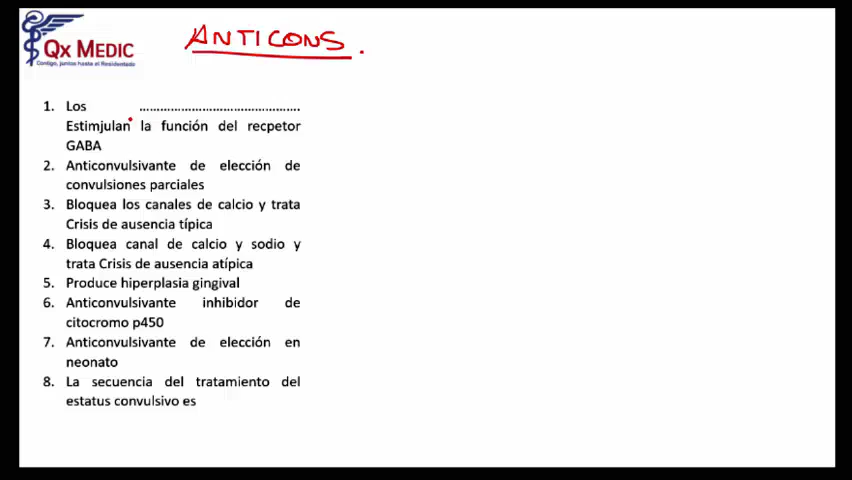 Qx MEDIC
Contigo, juntos hasta el Residentado
ANTICONS.
1. Los ................................................
Estimjulan la función del recpetor
GABA
2. Anticonvulsivante de elección de
convulsiones parciales
3. Bloquea los canales de calcio y trata
Crisis de ausencia típica
4. Bloquea canal de calcio y sodio y
trata Crisis de ausencia atípica
5. Produce hiperplasia gingival
6. Anticonvulsivante inhibidor de
citocromo p450
7. Anticonvulsivante de elección en
neonato
8. La secuencia del tratamiento del
estatus convulsivo es